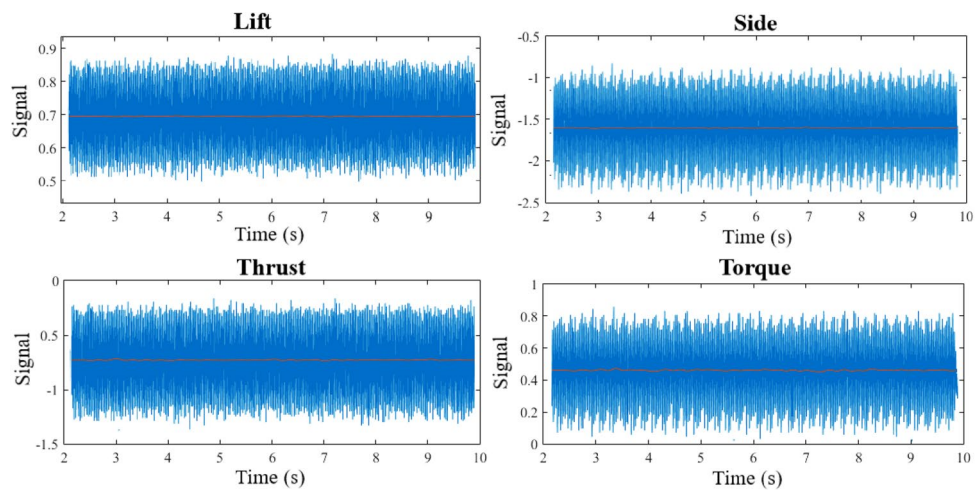 Lift
Signal
0.9
0.8
0.7
0.6
0.5
2 3 4 5 6 7 8 9
Time (s)
Side
Signal
-0.5
-1
-1.5
-2
-2.5
2 3 4 5 6 7 8 9 10
Time (s)
Thrust
Signal
0
0.5
-1
-1.5
2 3 4 5 6 7 8 9 10
Time (s)
Torque
Signal
1
0.8
0.6
0.4
0.2
0
2 3 4 5 6 7 8 9 10
Time (s)